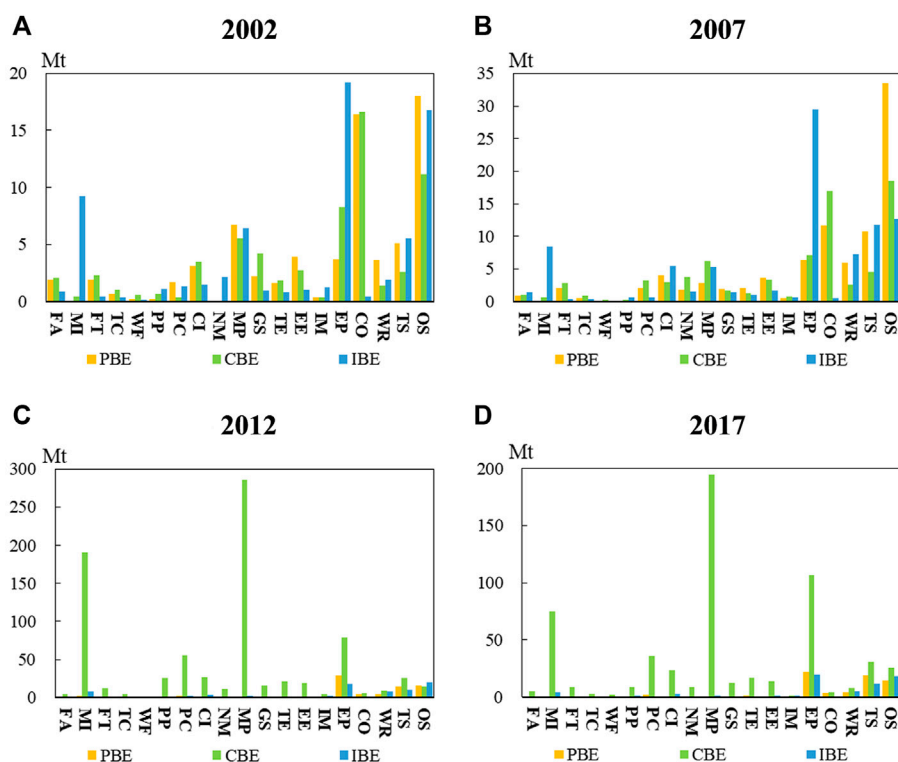 A 2002
Mt
20
15
10
5
0
FA MI FT TC WF PP PC CI NM MP GS TE EE IM EP CO WR TS OS
PBE CBE IBE
B 2007
Mt
35
30
25
20
15
10
5
0
FA MI FT TC WF PP PC CI NM MP GS TE EE IM EP CO WR TS OS
PBE CBE IBE
C 2012
Mt
300
250
200
150
100
50
0
FA MI FT TC WF PP PC CI NM MP GS TE EE IM EP CO WR TS OS
PBE CBE IBE
D 2017
Mt
200
150
100
50
0
FA MI FT TC WF PP PC CI NM MP GS TE EE IM EP CO WR TS OS
PBE CBE IBE